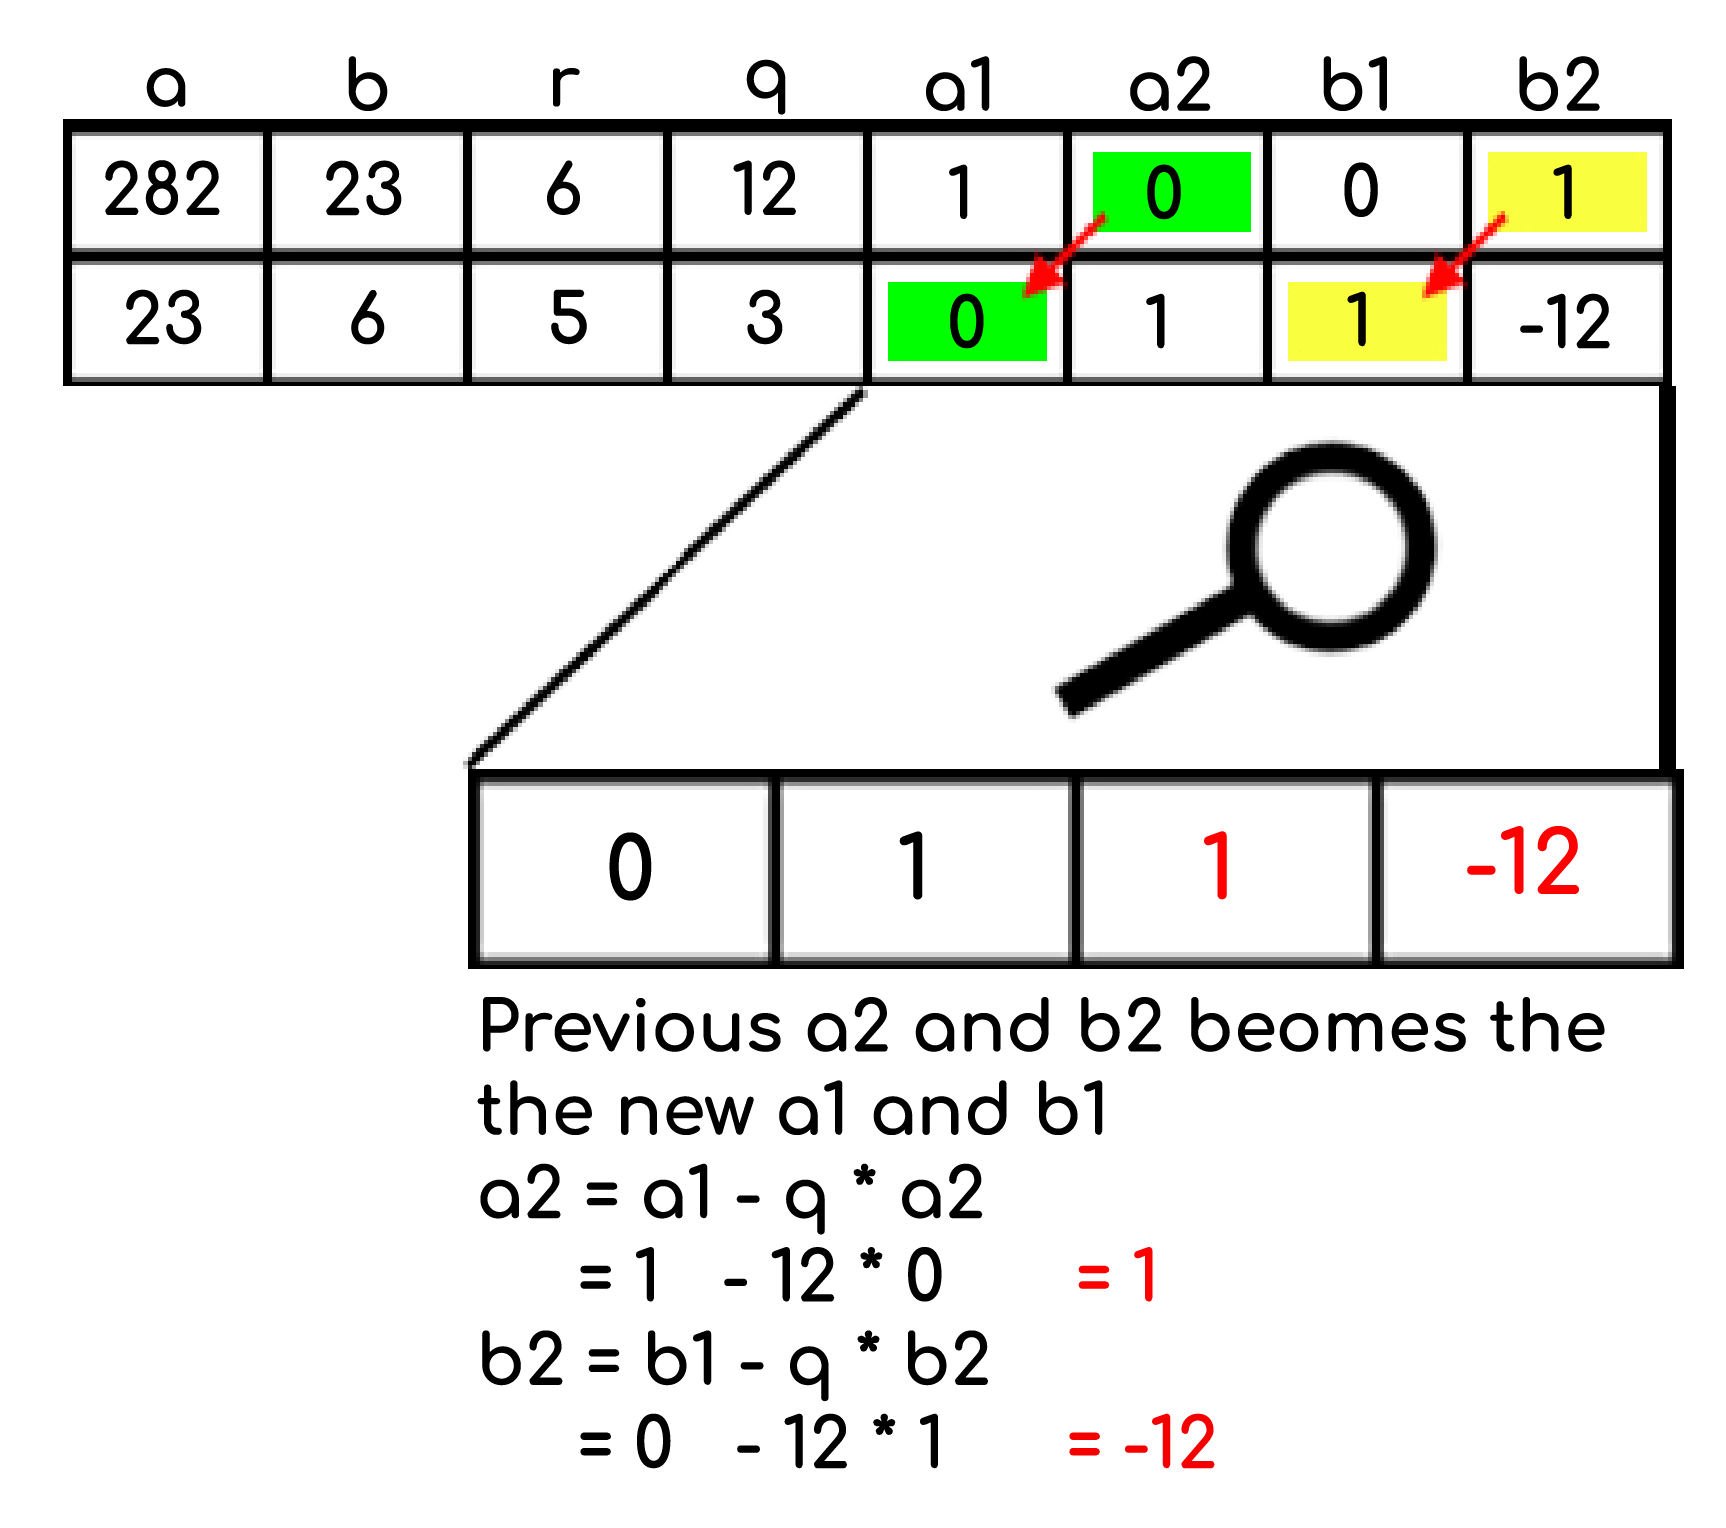 a b r q a1 a2 b1 b2
282 23 6 12 1 0 0 1
23 6 5 3 0 1 1 -12
0 1 1 -12
Previous a2 and b2 beomes the
the new a1 and b1
a2 = a1 - q * a2
= 1 - 12 * 0 = 1
b2 = b1 - q * b2
= 0 - 12 * 1 = -12